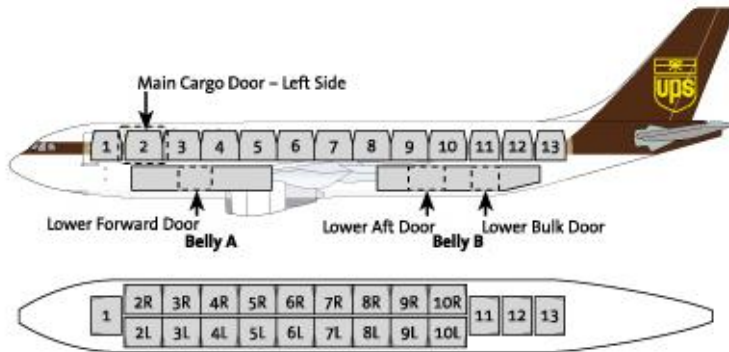 Main Cargo Door – Left Side
ups
1 2 3 4 5 6 7 8 9 10 11 12 13
Lower Forward Door
Belly A
Lower Aft Door
Belly B
Lower Bulk Door
2R 3R 4R 5R 6R 7R 8R 9R 10R
1 11 12 13
2L 3L 4L 5L 6L 7L 8L 9L 10L